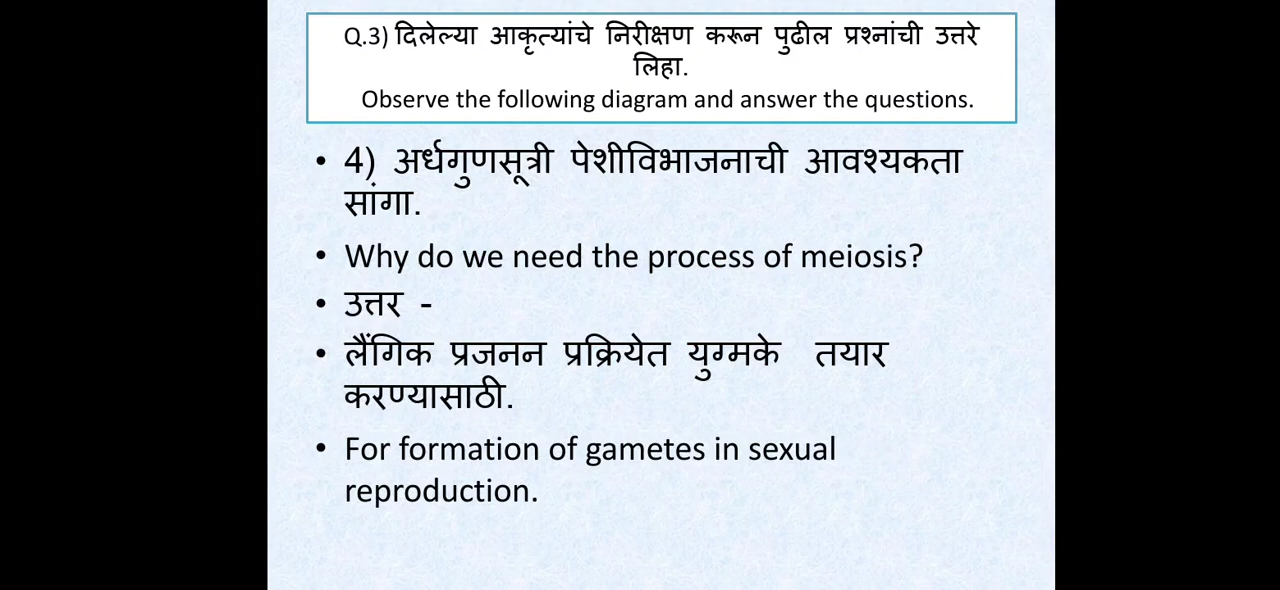 Q.3) दिलेल्या आकृत्यांचे निरीक्षण करून पुढील प्रश्नांची उत्तरे
लिहा.
Observe the following diagram and answer the questions.
• 4) अर्धगुणसूत्री पेशीविभाजनाची आवश्यकता
सांगा.
• Why do we need the process of meiosis?
• उत्तर -
• लैंगिक प्रजनन प्रक्रियेत युग्मके तयार
करण्यासाठी.
• For formation of gametes in sexual
reproduction.